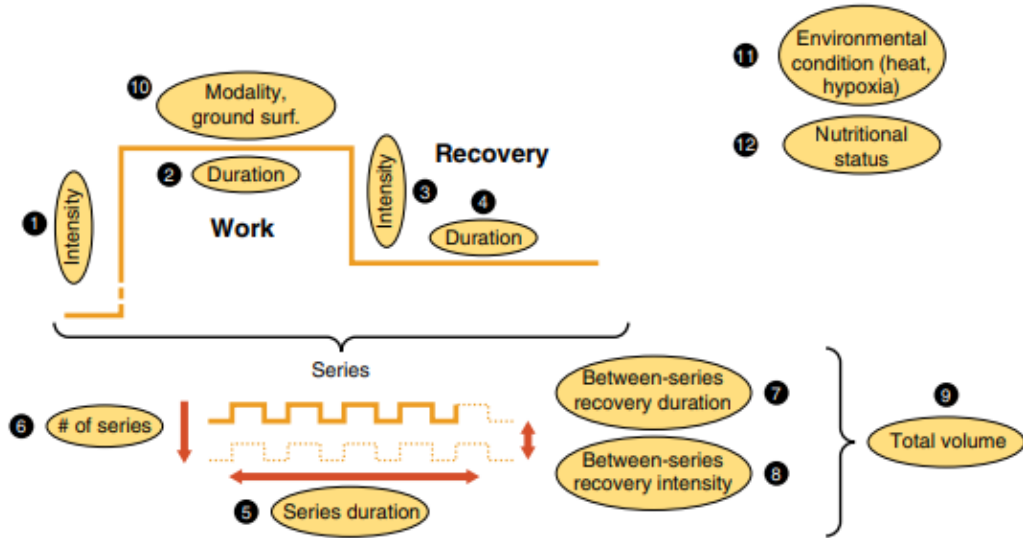 11
Environmental
condition (heat,
hypoxia)
10
Modality,
ground surf.
12
Nutritional
status
Recovery
2
Duration
1
Intensity
Work
Intensity
3
4
Duration
Series
6
# of series
Between-series
recovery duration
7
Between-series
recovery intensity
8
9
Total volume
5
Series duration